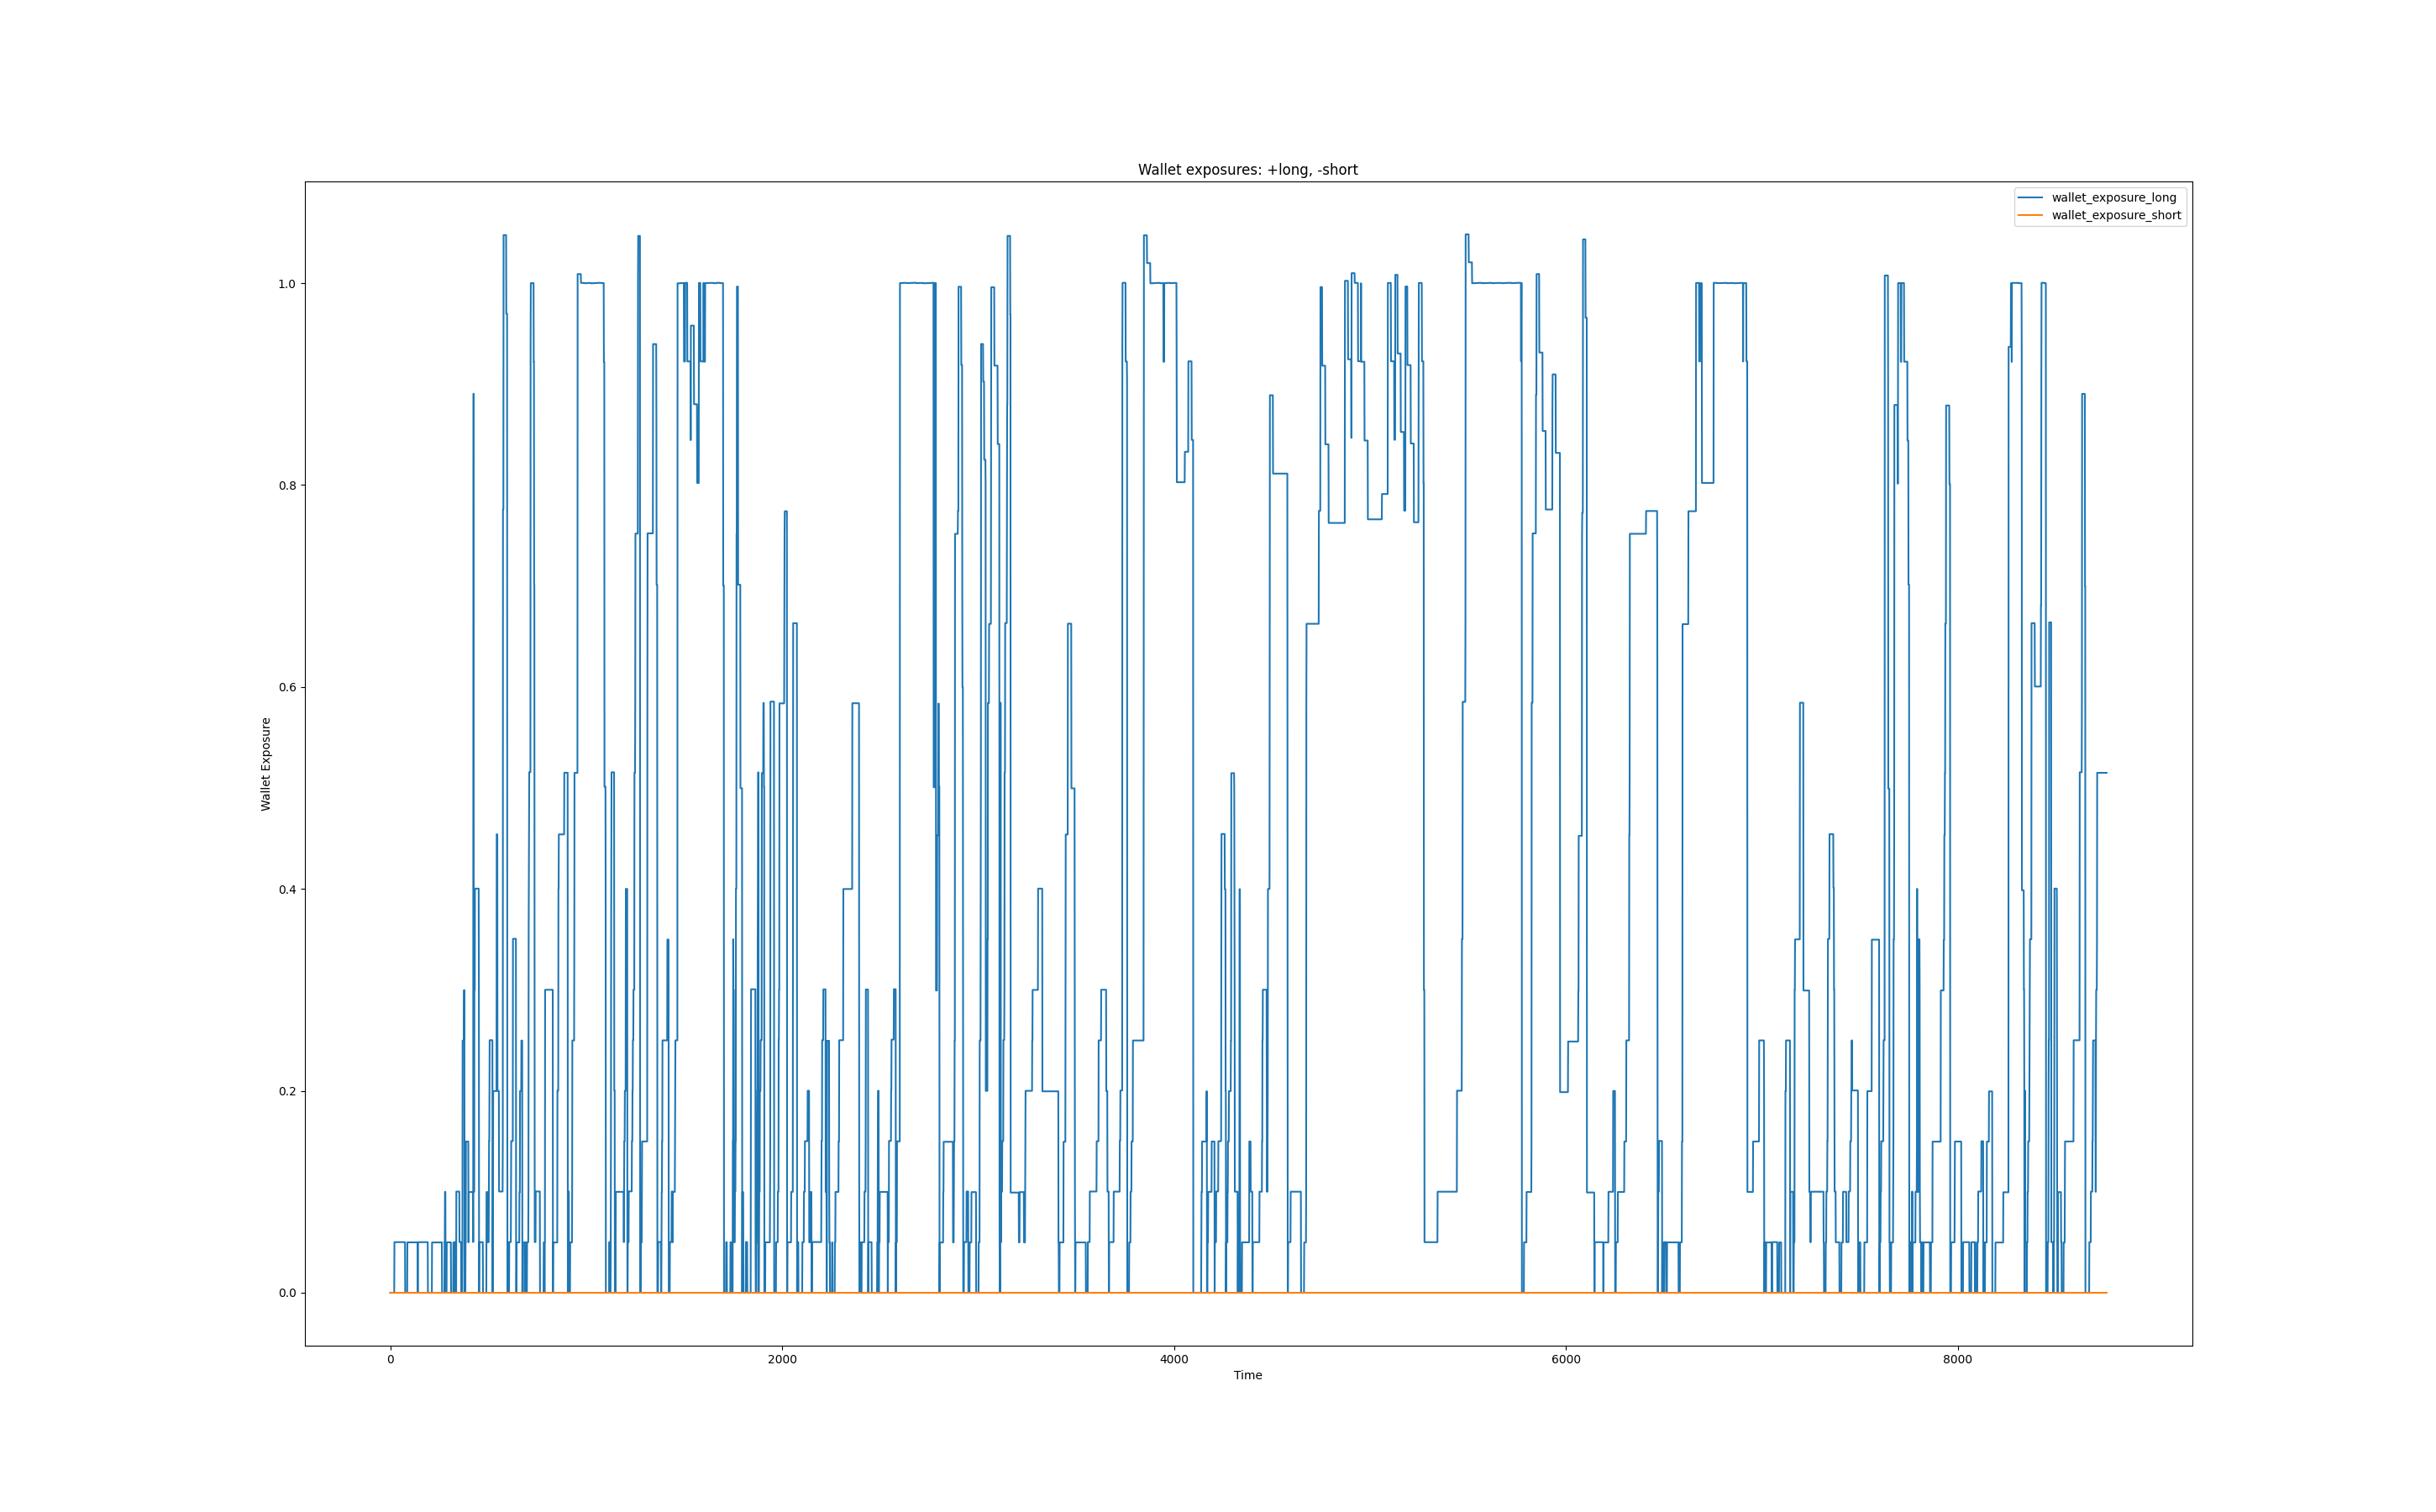 Wallet exposures: +long, -short
wallet_exposure_long
wallet_exposure_short
1.0
0.8
0.6
0.4
0.2
0.0
Wallet Exposure
0 2000 4000 6000 8000
Time